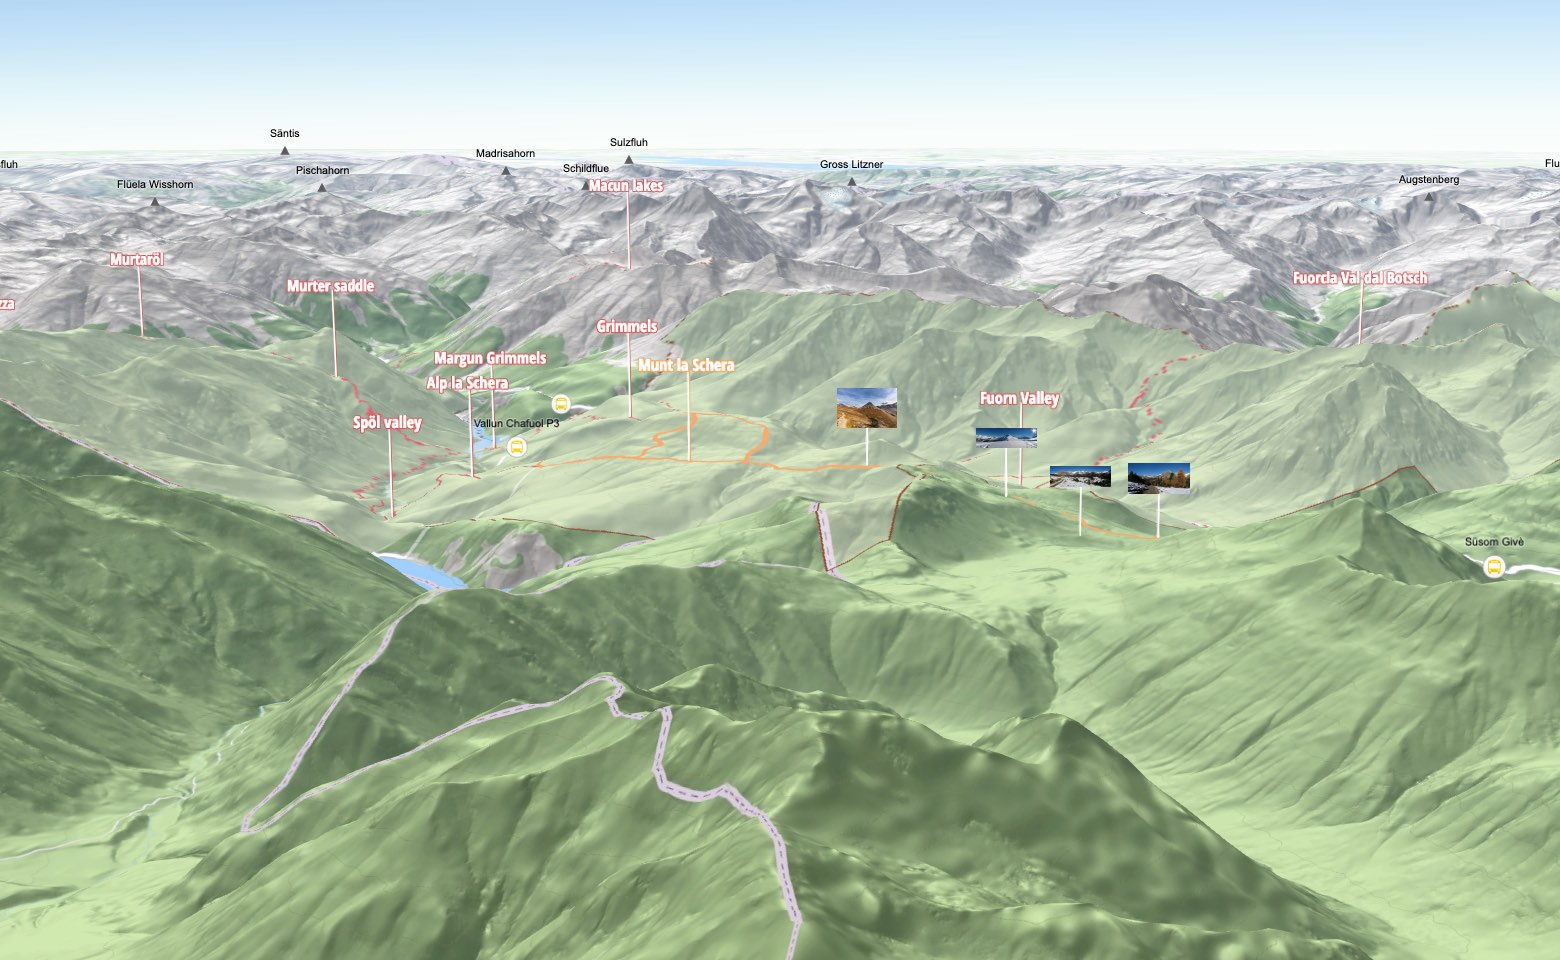 Säntis
Sulzfluh
Madrisahorn
fluh
Pischahorn
Schildflue
Gross Litzner
Flu
Flüela Wisshorn
Macun lakes
Augstenberg
Murtaröl
Murter saddle
Fuorcla Val dal Botsch
zza
Grimmels
Margun Grimmels
Munt la Schera
Alp la Schera
Fuorn Valley
Spöl valley
Vallun Chafuol P3
Süsom Givè